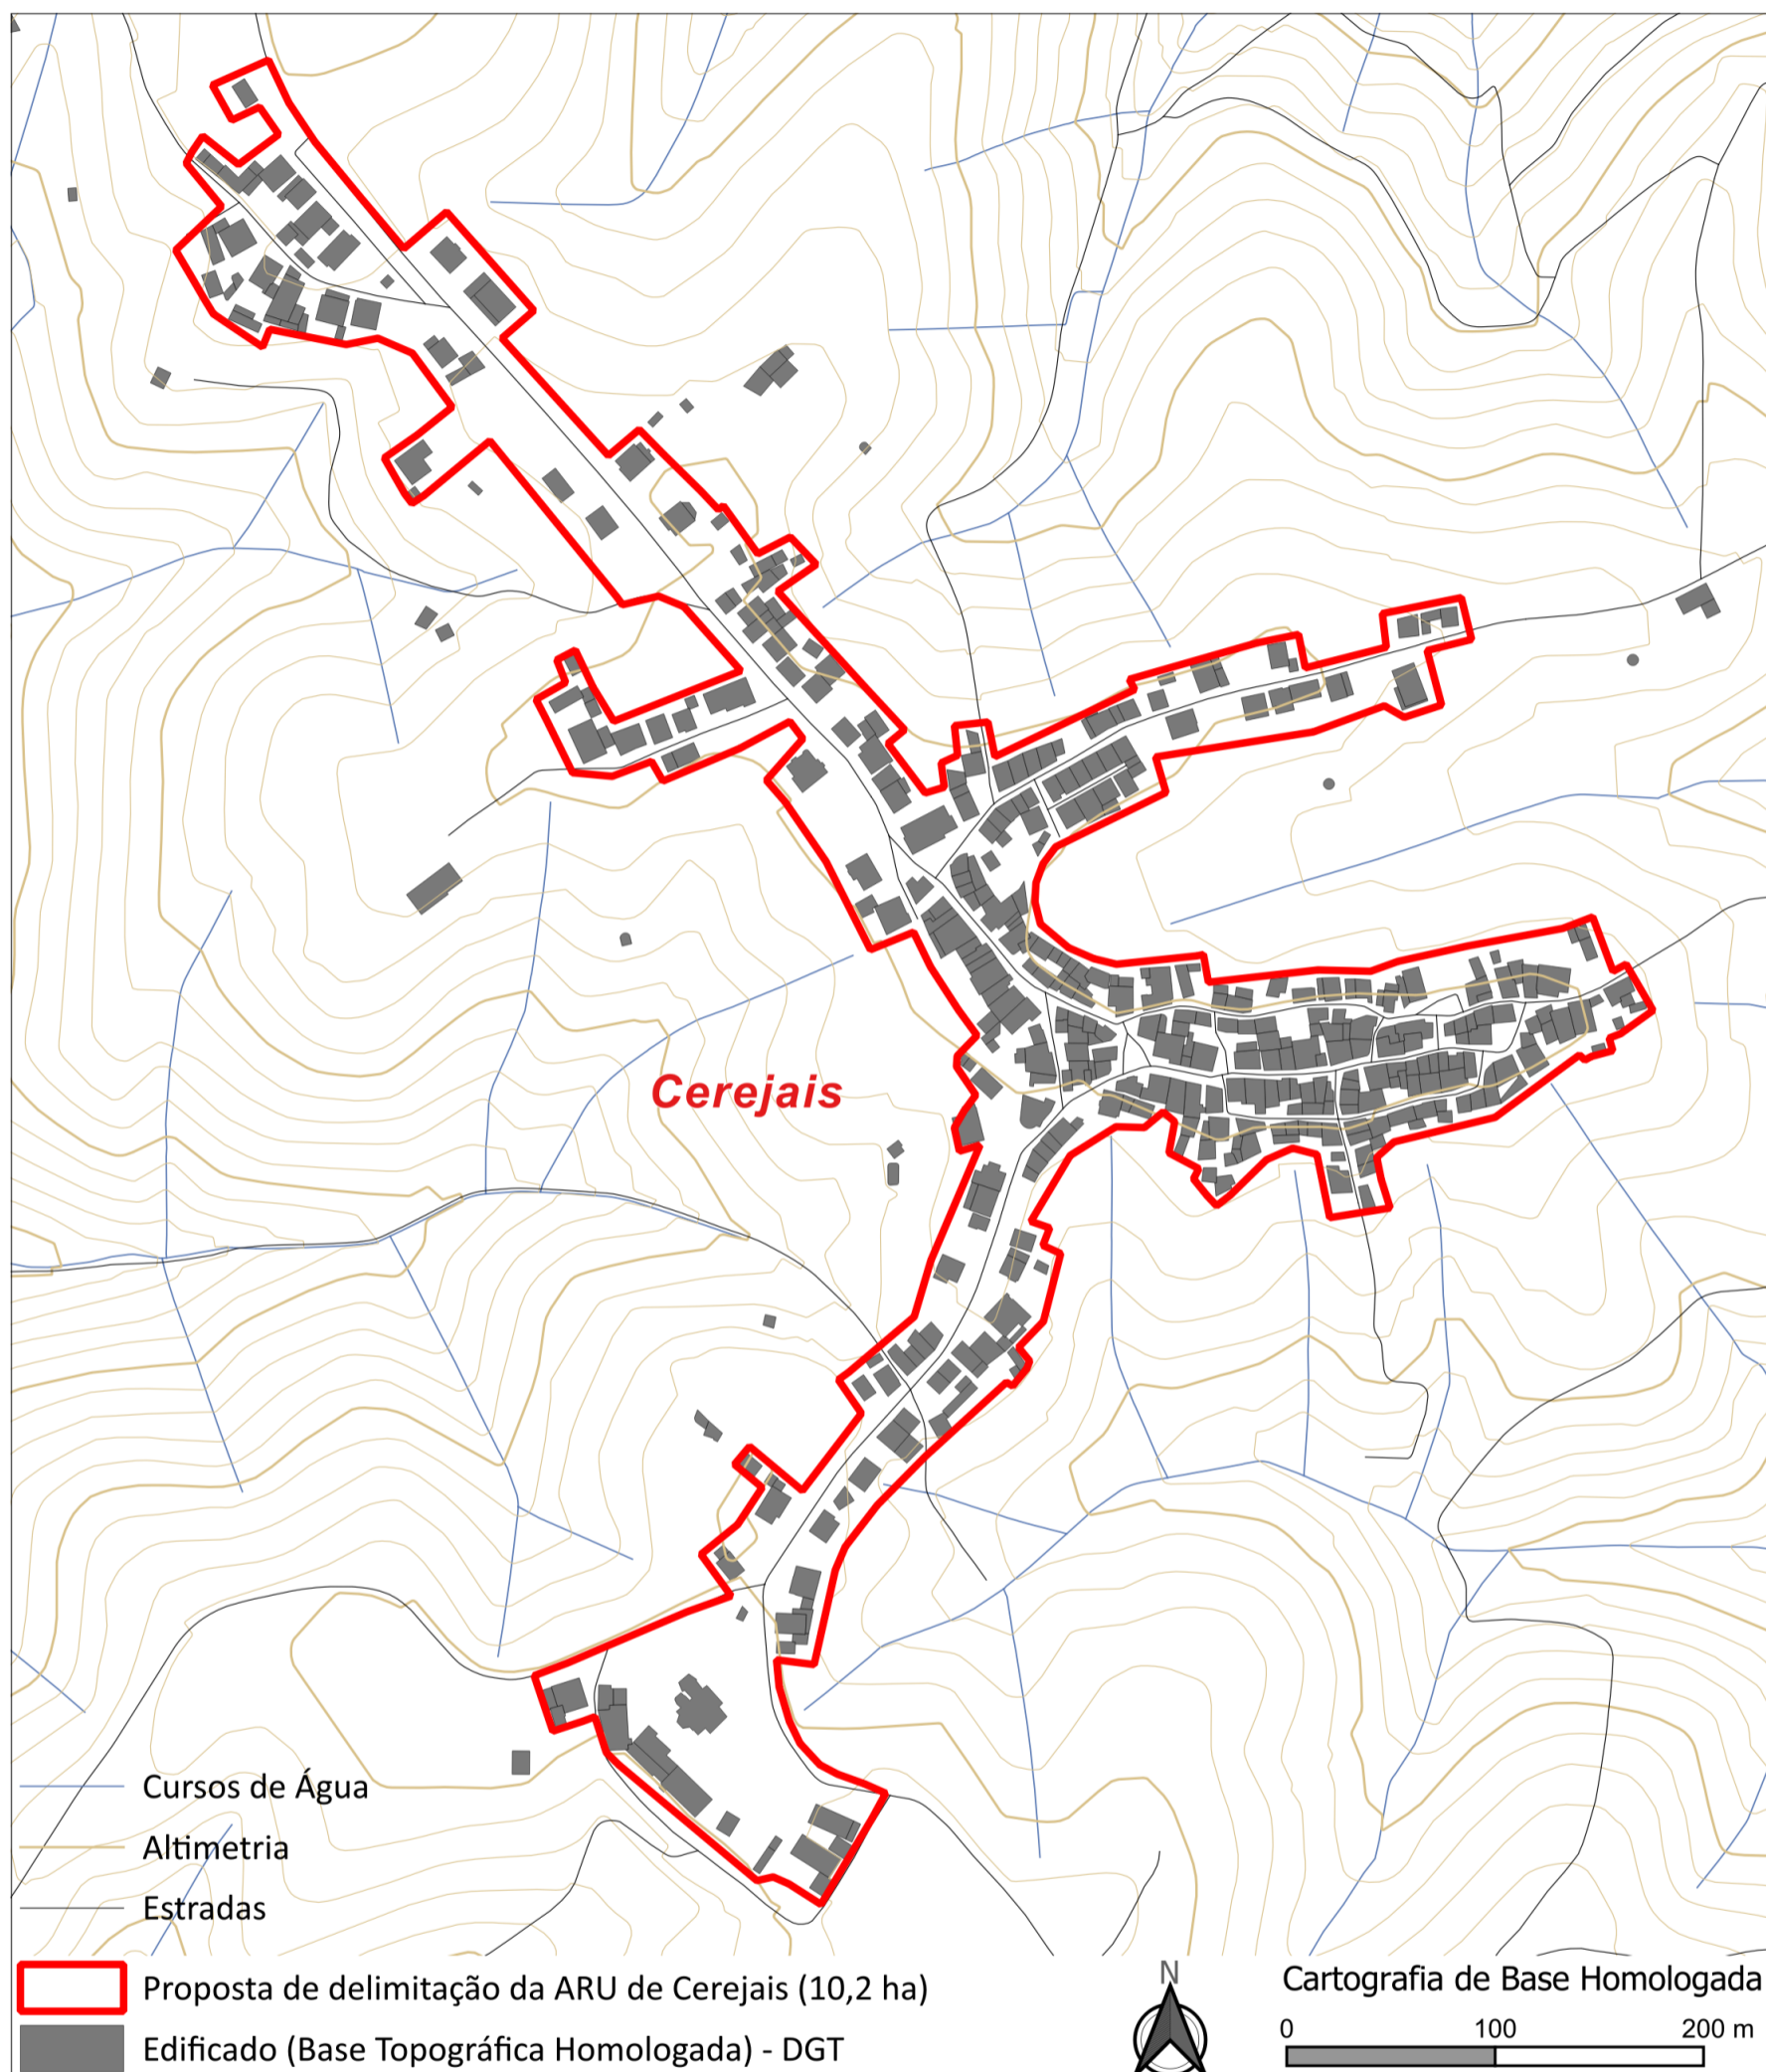 Cerejais
Cursos de Água
Altimetria
Estradas
Proposta de delimitação da ARU de Cerejais (10,2 ha)
Edificado (Base Topográfica Homologada) - DGT
N
Cartografia de Base Homologada
0 100 200 m